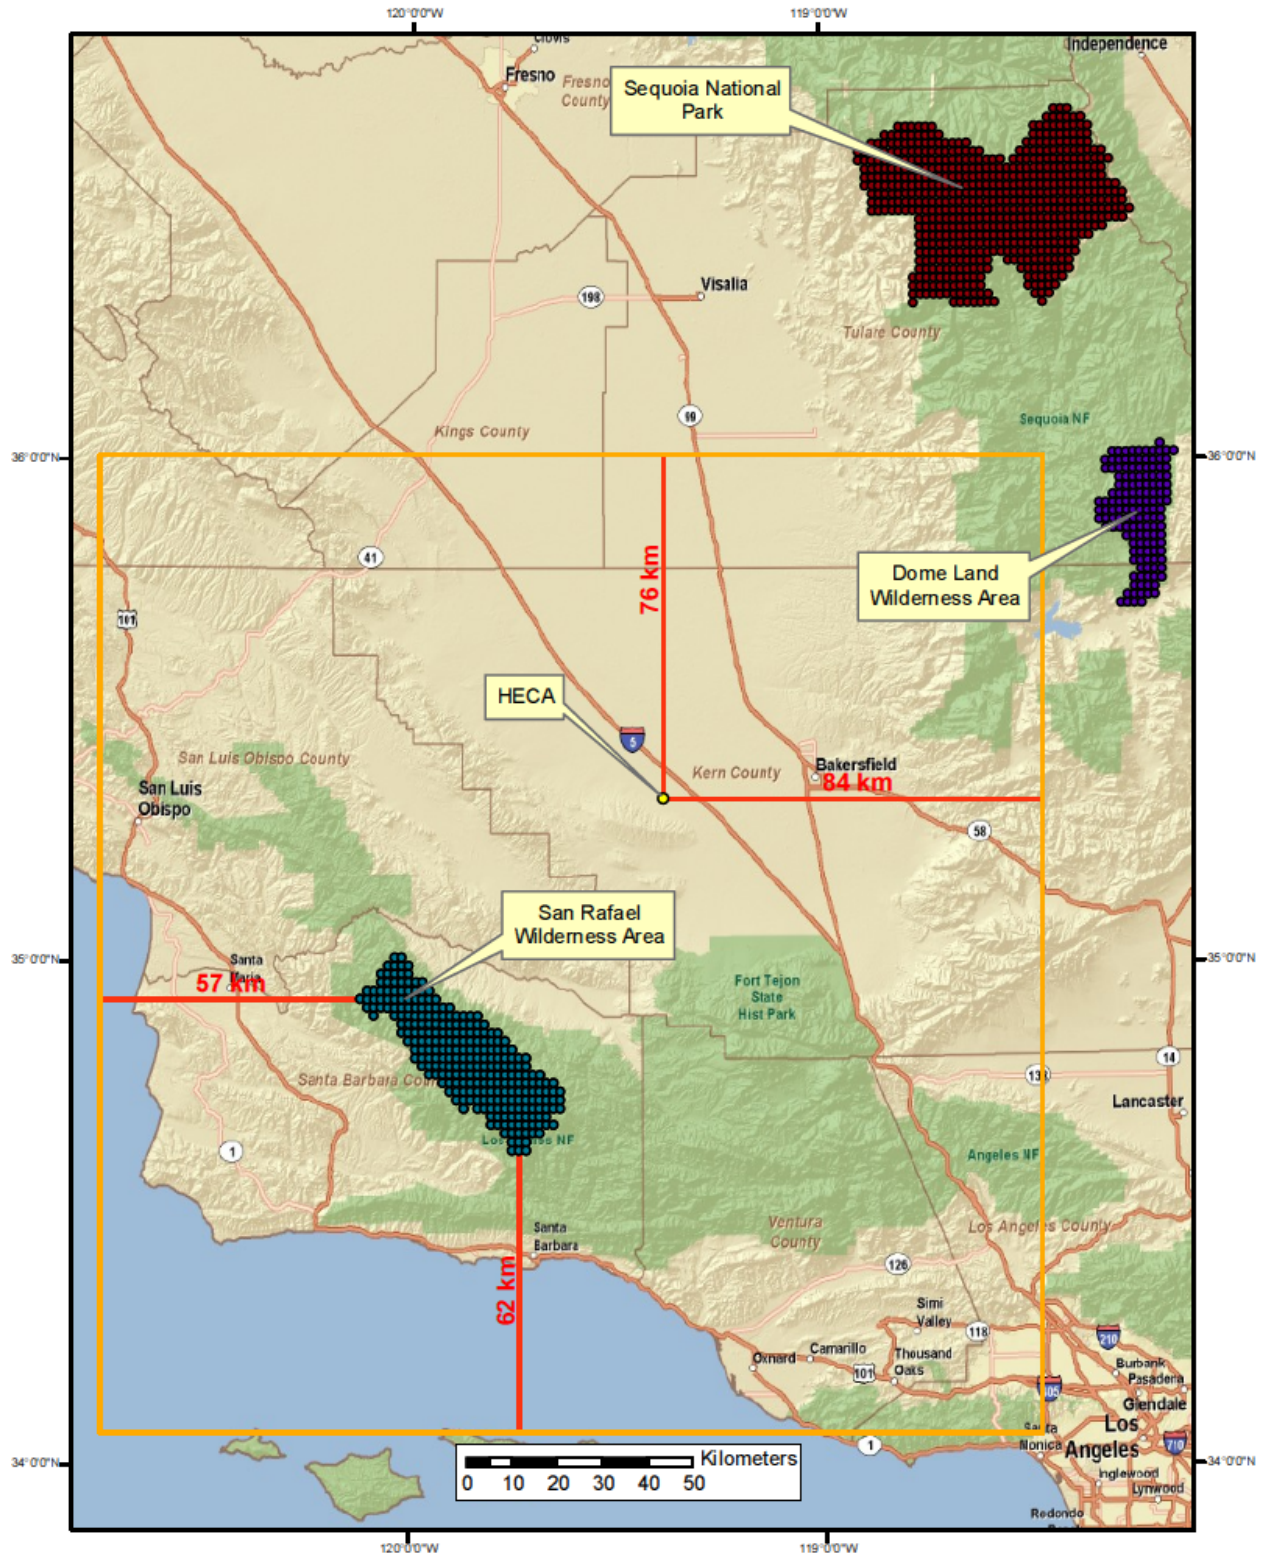 120°0'0"W
119°0'0"W
Clovis
Independence
Fresno
Fresno
County
Sequoia National
Park
Visalia
198
Tulare County
99
Sequoia NF
Kings County
36°0'0"N
36°0'0"N
41
76 km
Dome Land
Wilderness Area
101
HECA
5
San Luis Obispo County
Kern County
Bakersfield
84 km
San Luis
Obispo
58
San Rafael
Wilderness Area
35°0'0"N
35°0'0"N
Santa
Maria
57 km
Fort Tejon
State
Hist Park
14
138
Santa Barbara Cou
Lancaster
Los
NF
1
Angeles NF
Ventura
County
Los Angeles County
Santa
Barbara
62 km
126
Simi
Valley
118
210
Oxnard
Camarillo
Thousand
Oaks
101
Burbank
Pasadena
405
Glendale
Santa
Monica
Los
Angeles
710
1
34°0'0"N
34°0'0"N
Kilometers
0 10 20 30 40 50
Inglewood
Lynwood
Redondo
120°0'0"W
119°0'0"W